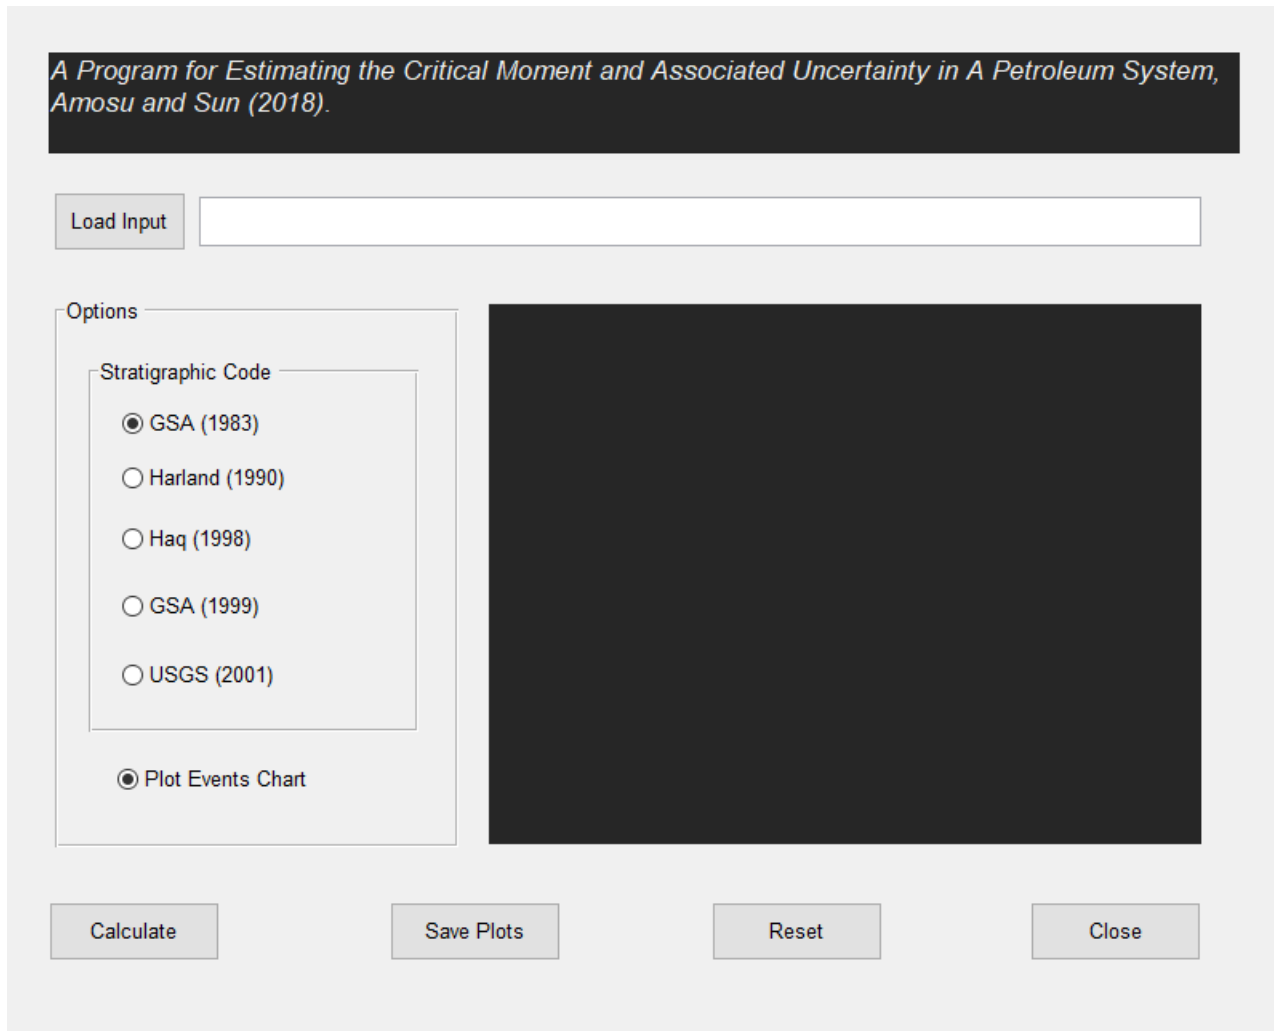 A Program for Estimating the Critical Moment and Associated Uncertainty in A Petroleum System,
Amosu and Sun (2018).
Load Input
Options
Stratigraphic Code
GSA (1983)
Harland (1990)
Haq (1998)
GSA (1999)
USGS (2001)
Plot Events Chart
Calculate
Save Plots
Reset
Close